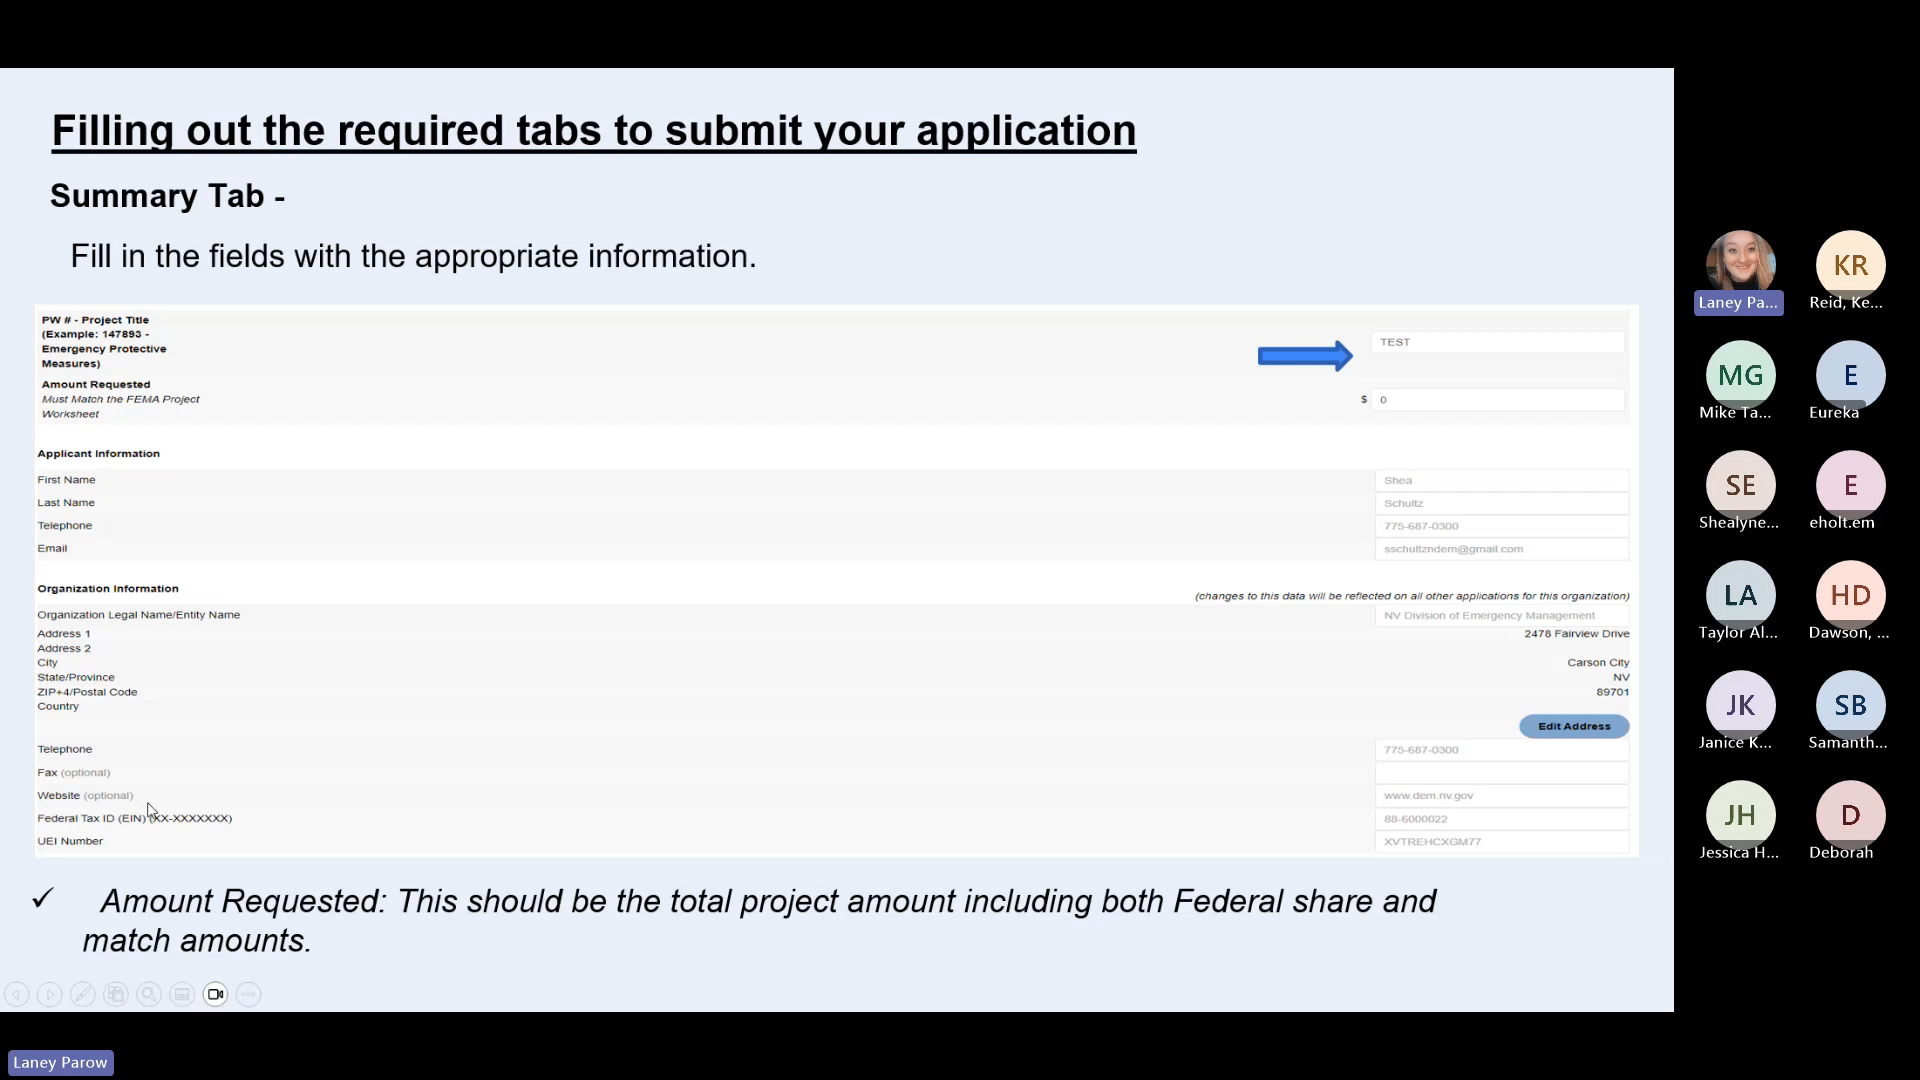 Filling out the required tabs to submit your application
Summary Tab -
Fill in the fields with the appropriate information.
PW # - Project Title
(Example: 147893 -
Emergency Protective
Measures)
TEST
Amount Requested
Must Match the FEMA Project
Worksheet
$ 0
Applicant Information
First Name Shea
Last Name Schultz
Telephone 775-687-0300
Email sschultzndem@gmail.com
Organization Information
(changes to this data will be reflected on all other applications for this organization)
Organization Legal Name/Entity Name NV Division of Emergency Management
Address 1 2478 Fairview Drive
Address 2
City Carson City
State/Province NV
ZIP+4/Postal Code 89701
Country
Edit Address
Telephone 775-687-0300
Fax (optional)
Website (optional) www.dem.nv.gov
Federal Tax ID (EIN) (XX-XXXXXXX) 88-6000022
UEI Number XVTREHCXGM77
✓ Amount Requested: This should be the total project amount including both Federal share and
match amounts.
Laney Parow
Laney Pa...
KR
Reid, Ke...
MG
Mike Ta...
E
Eureka
SE
Shealyne...
E
eholt.em
LA
Taylor Al...
HD
Dawson, ...
JK
Janice K...
SB
Samanth...
JH
Jessica H...
D
Deborah